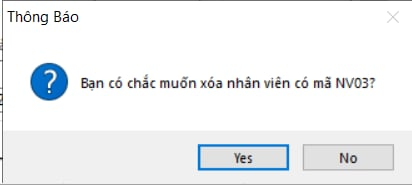 Thông Báo
Bạn có chắc muốn xóa nhân viên có mã NV03?
Yes
No